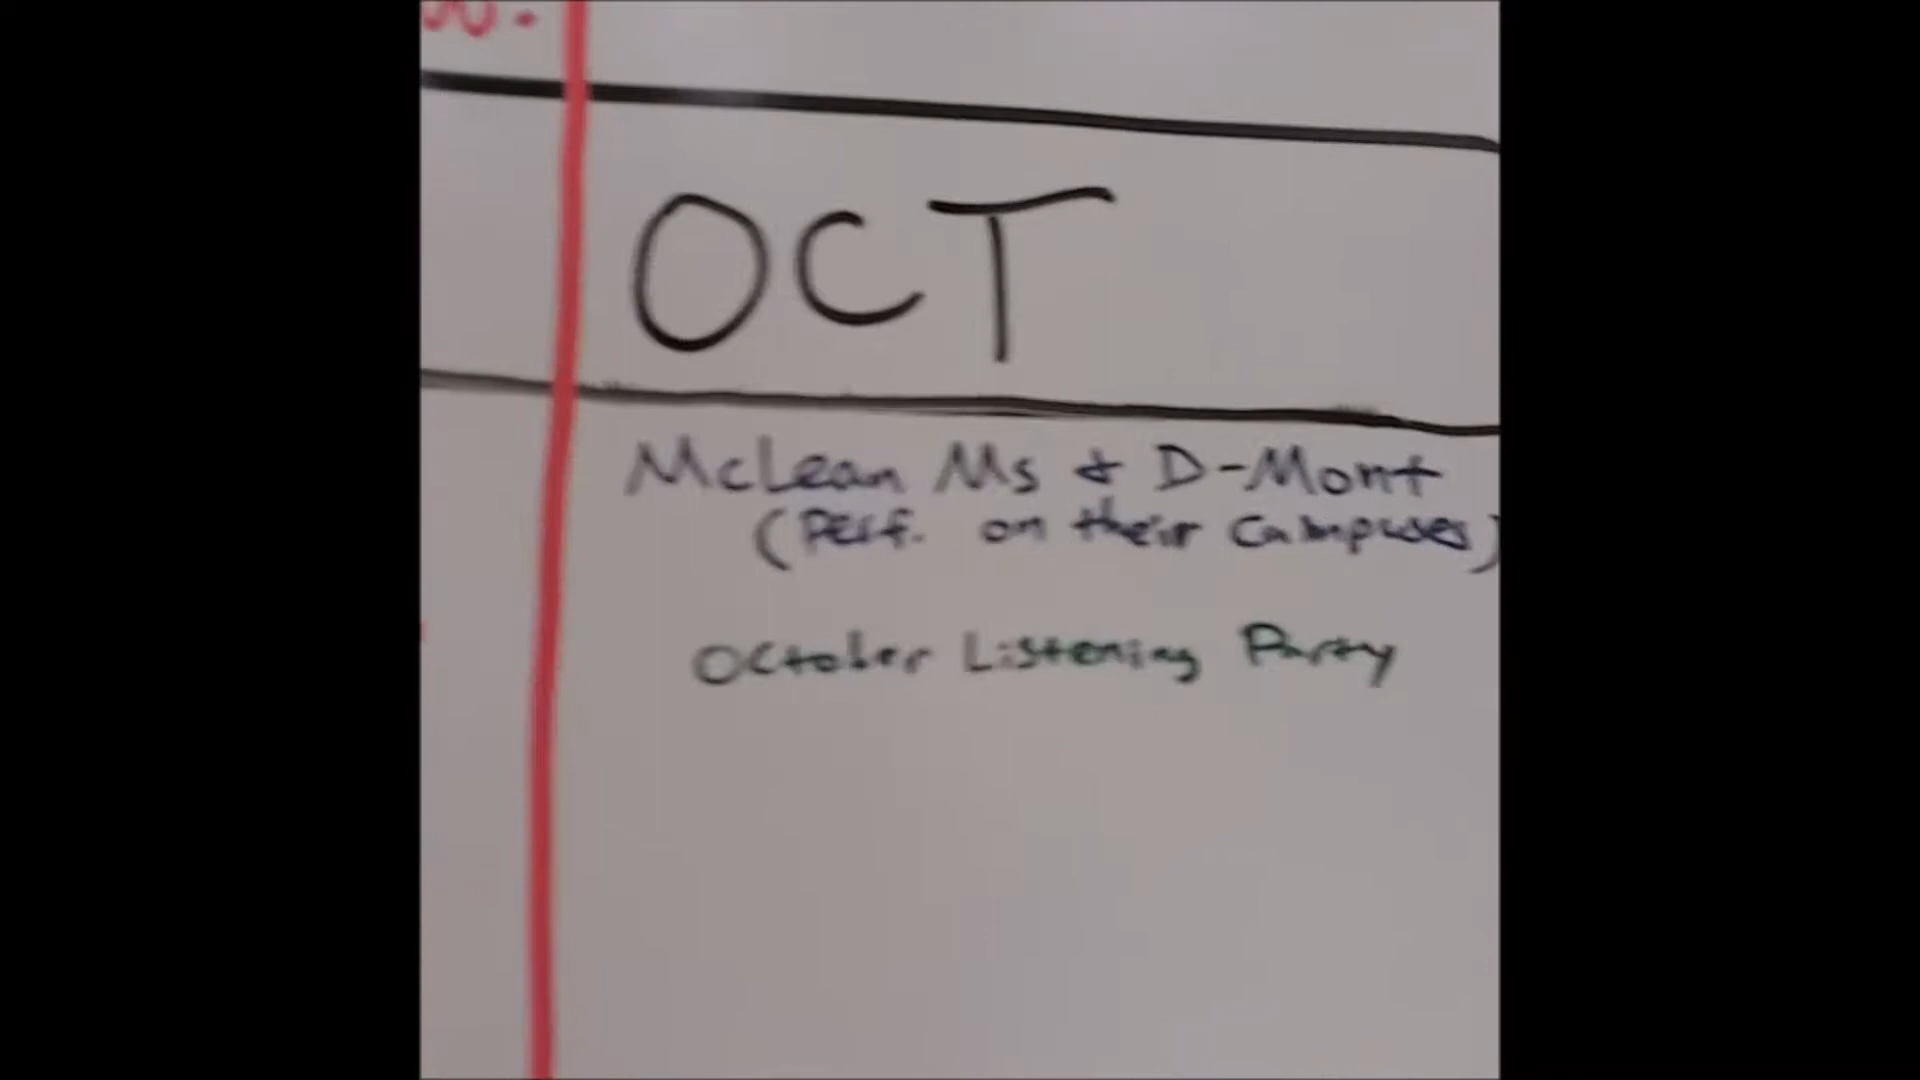 OCT
McLean Ms & D-Mont
(Perf. on their Campuses)
October Listening Party